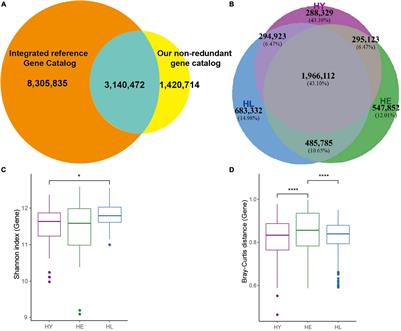 A
Integrated reference
Gene Catalog
8,305,835
3,140,472
Our non-redundant
gene catalog
1,420,714
B
HY
288,329
(43.10%)
294,923
(6.47%)
295,123
(6.47%)
1,966,112
(43.10%)
HL
683,332
(14.98%)
HE
547,852
(12.01%)
485,785
(10.65%)
C
Shannon index (Gene)
12
11
10
9
*
HY HE HL
D
Bray-Curtis distance (Gene)
1.0
0.8
0.6
**** ****
HY HE HL